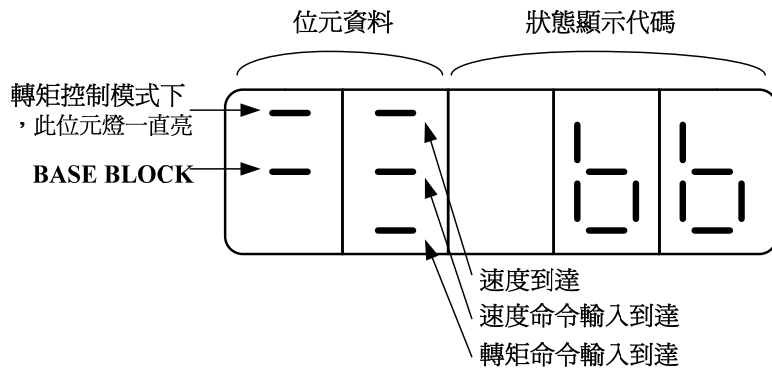 位元資料
狀態顯示代碼
轉矩控制模式下
，此位元燈一直亮
BASE BLOCK
bb
速度到達
速度命令輸入到達
轉矩命令輸入到達